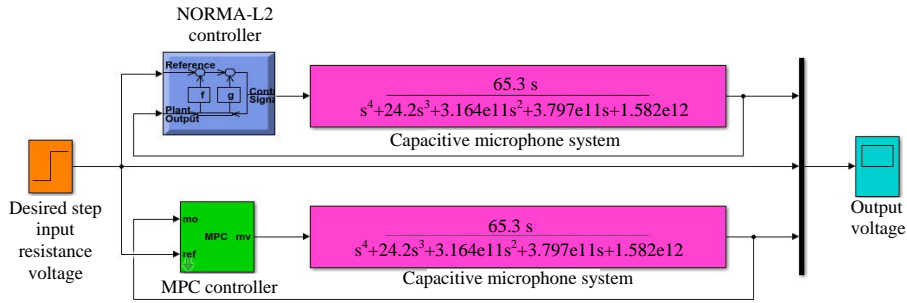 NORMA-L2
controller
Reference
f
g
Contr
Signa
Plant
Output
65.3 s
s⁴+24.2s³+3.164e11s²+3.797e11s+1.582e12
Capacitive microphone system
Desired step
input
resistance
voltage
Output
voltage
mo
MPC
mv
ref
MPC controller
65.3 s
s⁴+24.2s³+3.164e11s²+3.797e11s+1.582e12
Capacitive microphone system